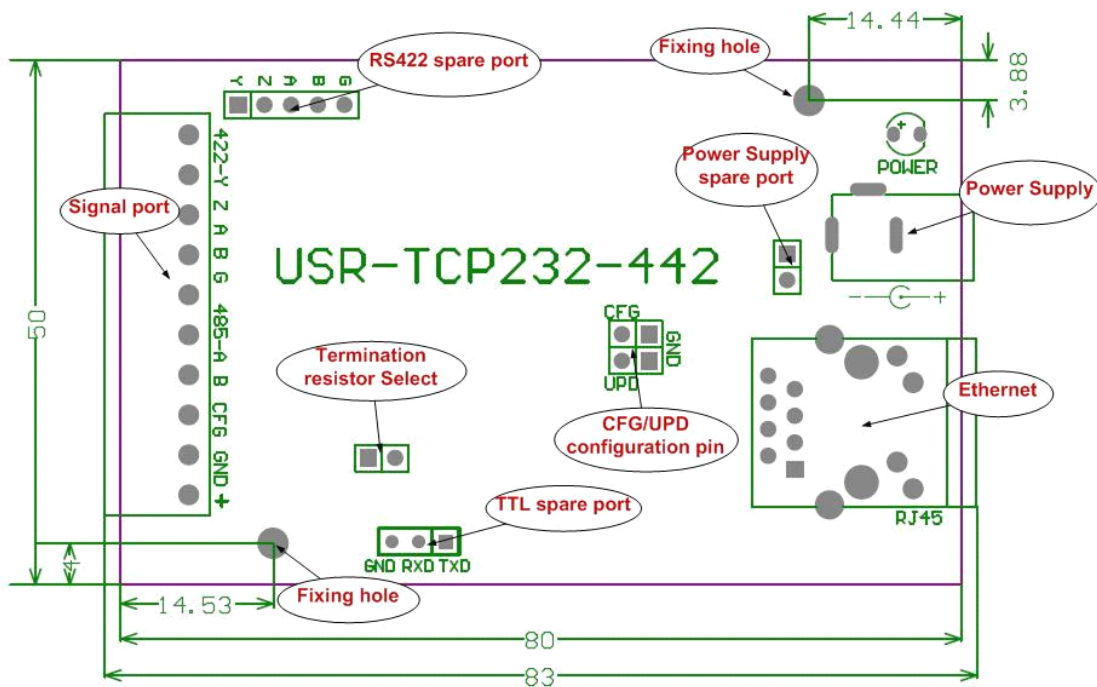 14.44
Fixing hole
RS422 spare port
3.88
Y Z A B G
POWER
Power Supply
spare port
Power Supply
Signal port
422-Y Z A B G 485-A B CFG GND +
USR-TCP232-442
- +
50
CFG
GND
UPD
Termination
resistor Select
Ethernet
CFG/UPD
configuration pin
TTL spare port
RJ45
GND RXD TXD
4
Fixing hole
14.53
80
83